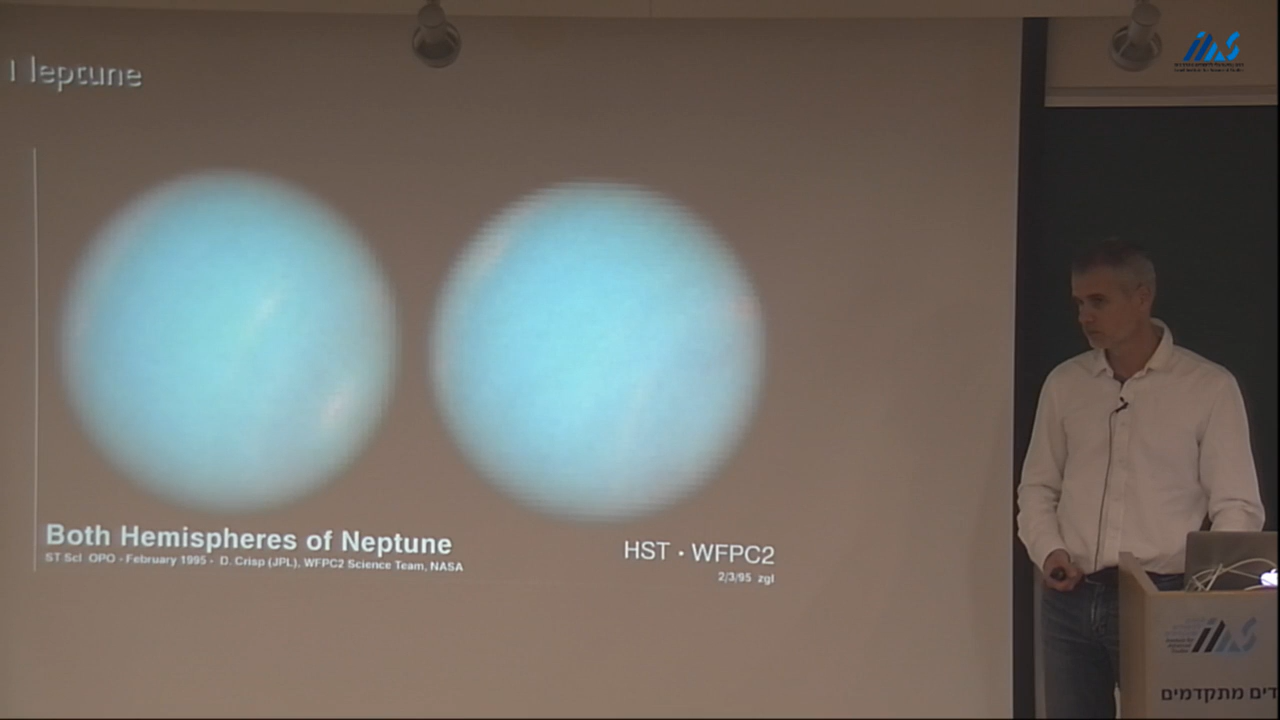 Neptune
Both Hemispheres of Neptune
ST ScI OPO - February 1995 - D. Crisp (JPL), WFPC2 Science Team, NASA
HST • WFPC2
2/3/95 zgl
דים מתקדמים